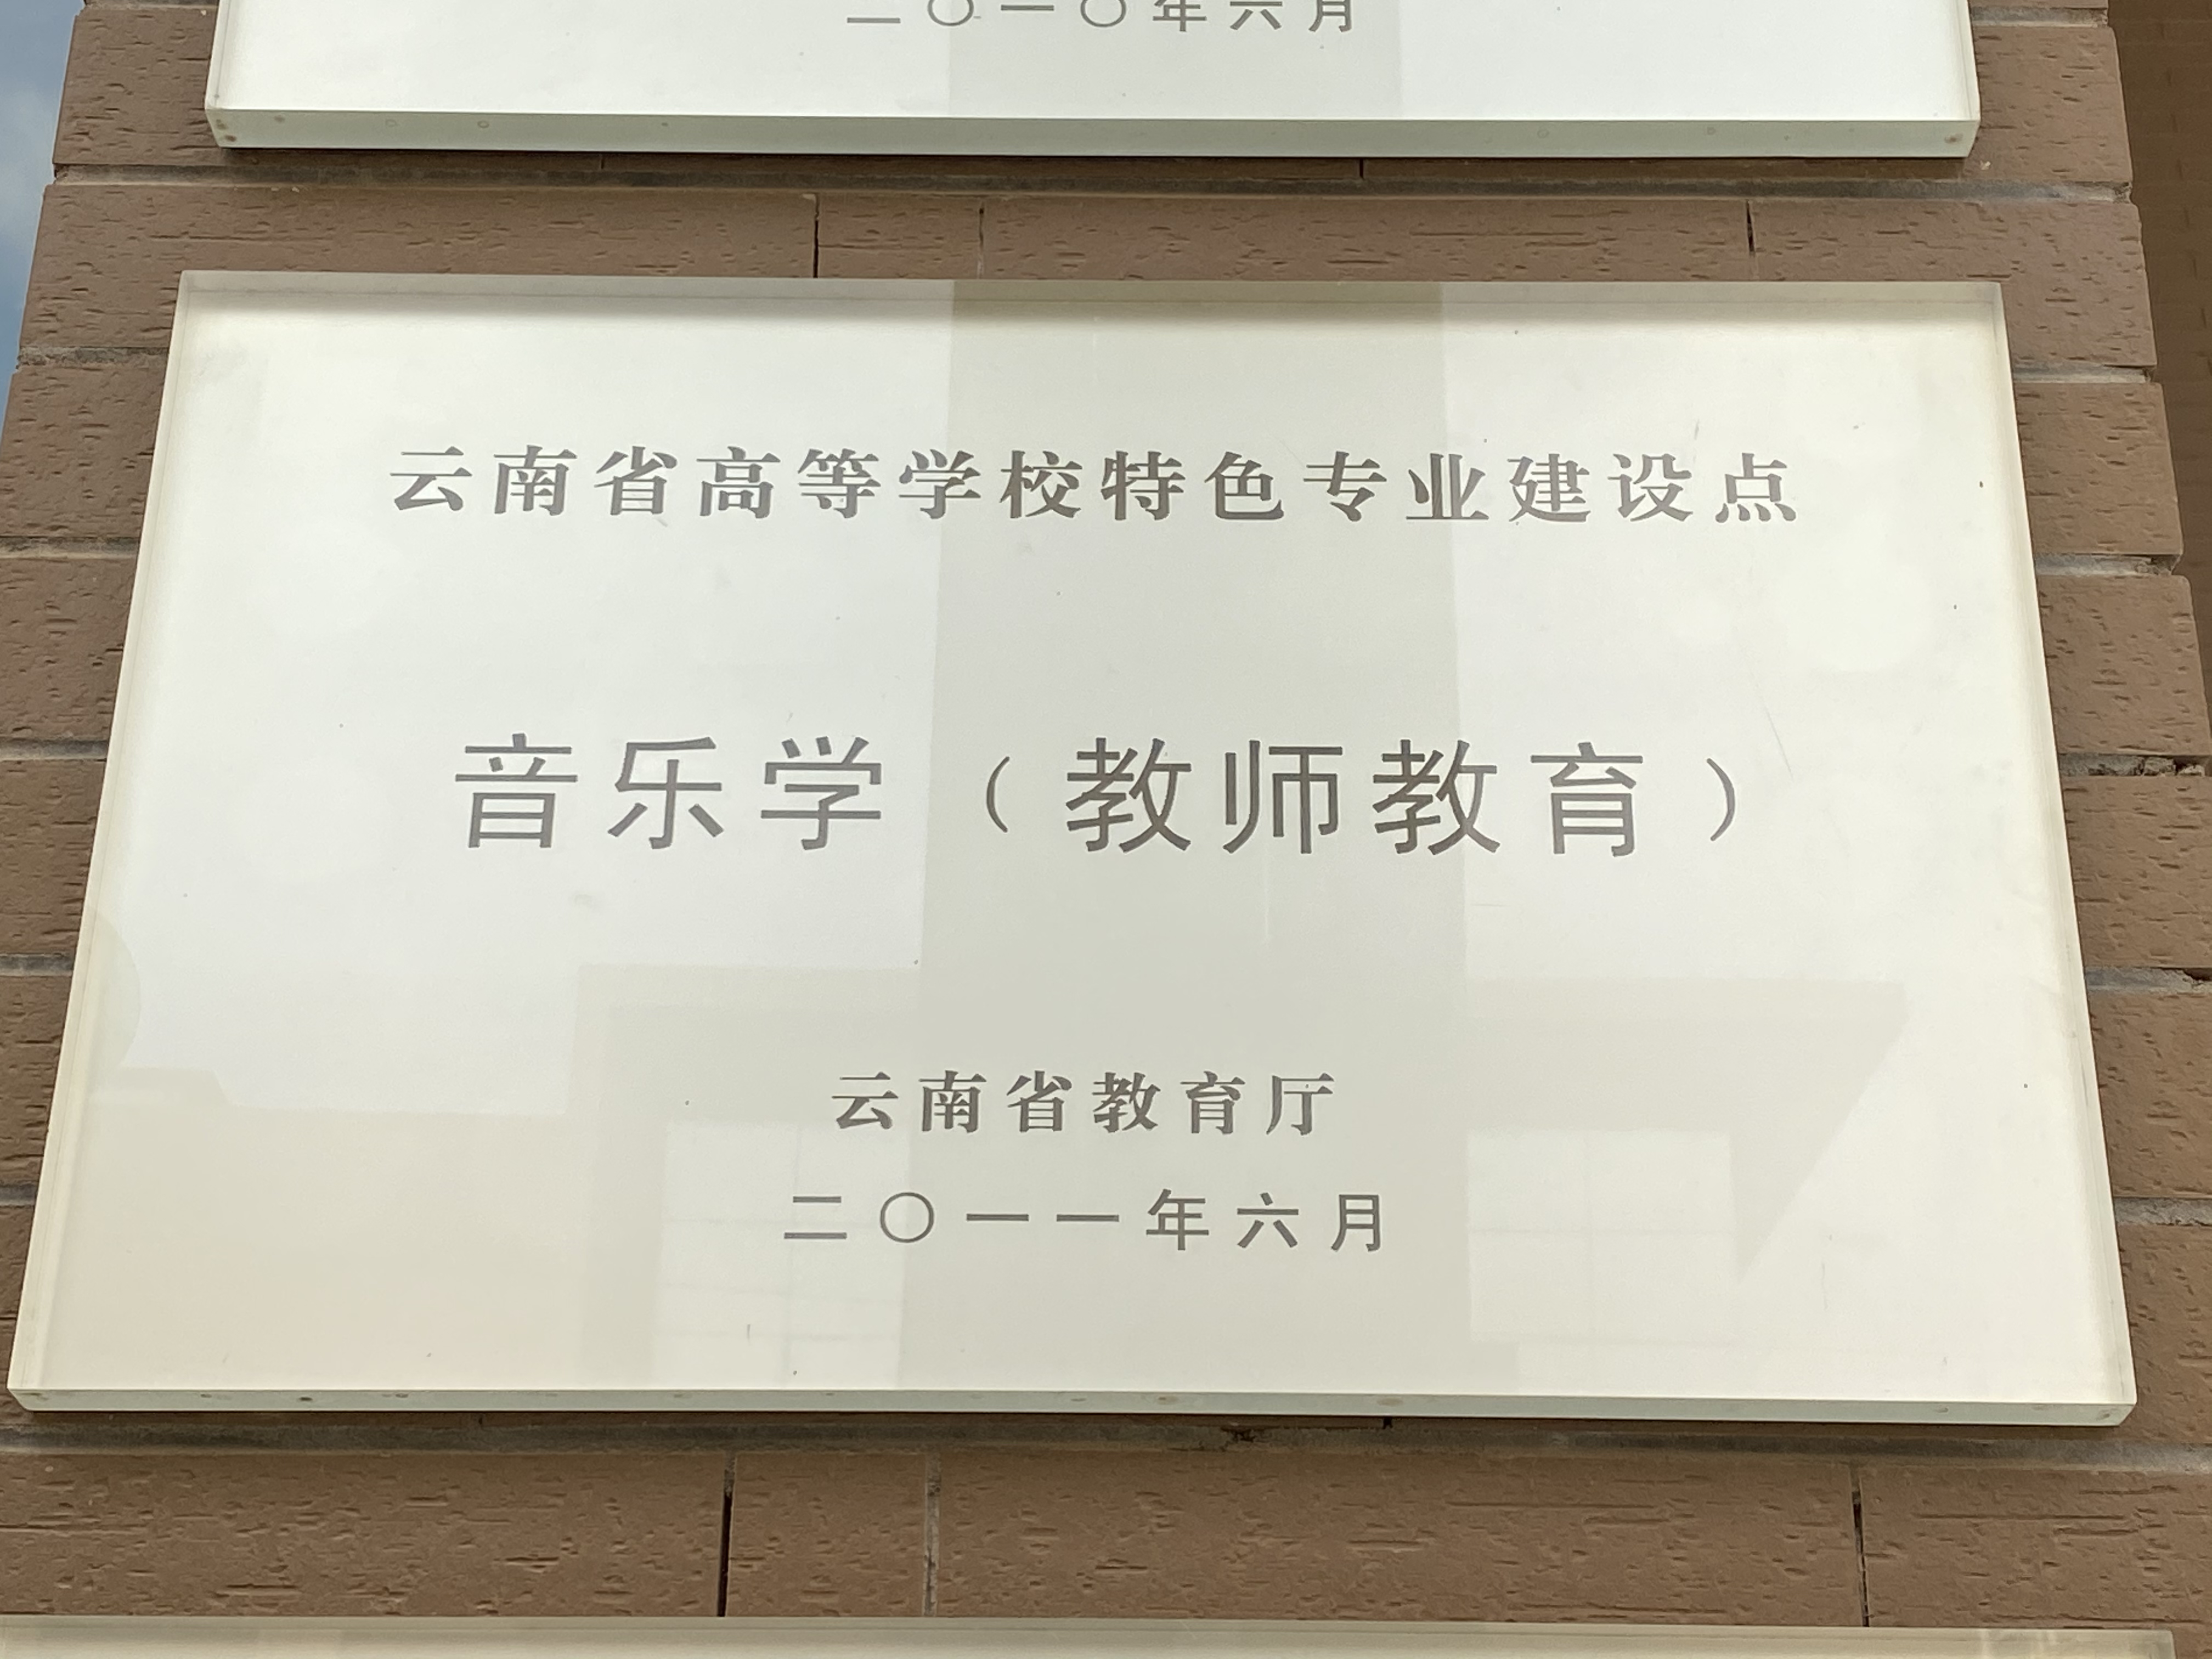 二〇一〇年六月
云南省高等学校特色专业建设点
音乐学（教师教育）
云南省教育厅
二〇一一年六月